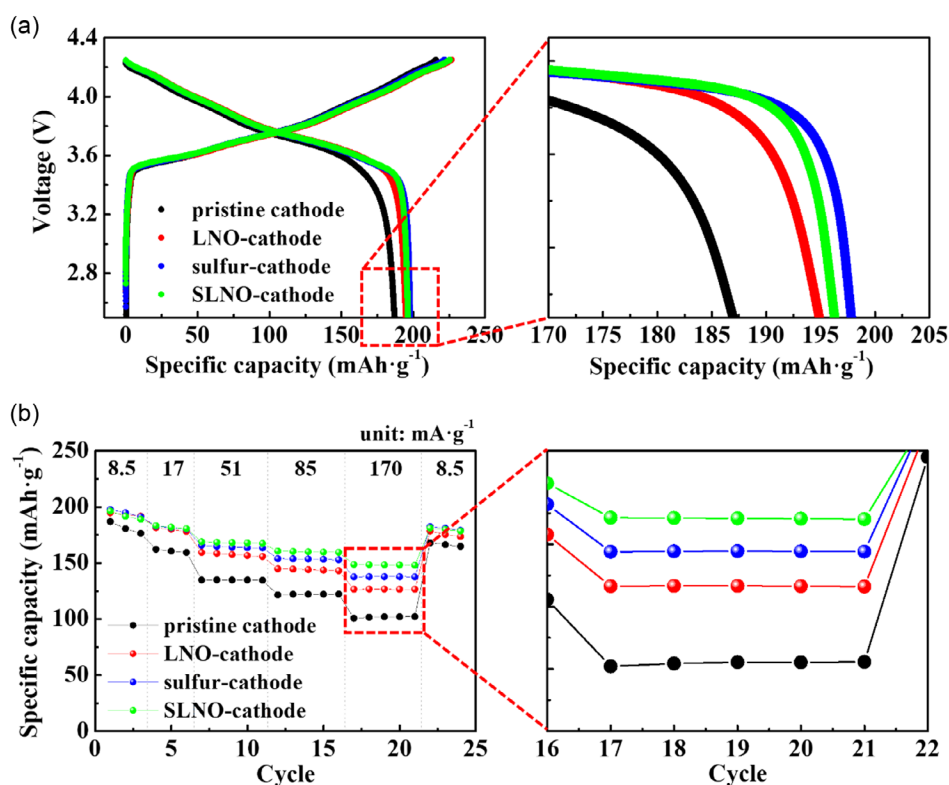 (a)
4.4
4.0
3.6
3.2
2.8
Voltage (V)
pristine cathode
LNO-cathode
sulfur-cathode
SLNO-cathode
0 50 100 150 200 250
Specific capacity (mAh·g⁻¹)
170 175 180 185 190 195 200 205
Specific capacity (mAh·g⁻¹)
(b)
unit: mA·g⁻¹
250
200
150
100
50
0
Specific capacity (mAh·g⁻¹)
8.5 17 51 85 170 8.5
pristine cathode
LNO-cathode
sulfur-cathode
SLNO-cathode
0 5 10 15 20 25
Cycle
16 17 18 19 20 21 22
Cycle